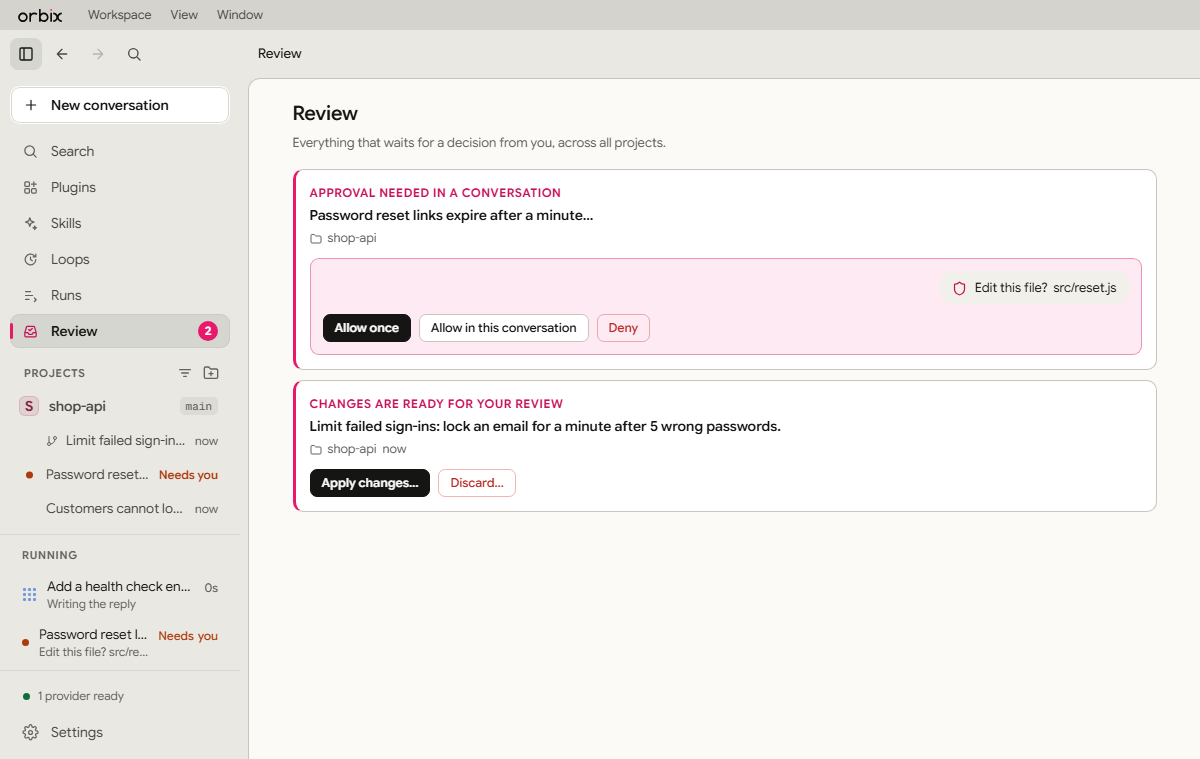 orbix Workspace View Window
Review
New conversation
Search
Plugins
Skills
Loops
Runs
Review 2
PROJECTS
S shop-api main
Limit failed sign-in... now
Password reset... Needs you
Customers cannot lo... now
RUNNING
Add a health check en... 0s
Writing the reply
Password reset l... Needs you
Edit this file? src/re...
1 provider ready
Settings
Review
Everything that waits for a decision from you, across all projects.
APPROVAL NEEDED IN A CONVERSATION
Password reset links expire after a minute...
shop-api
Edit this file? src/reset.js
Allow once Allow in this conversation Deny
CHANGES ARE READY FOR YOUR REVIEW
Limit failed sign-ins: lock an email for a minute after 5 wrong passwords.
shop-api now
Apply changes... Discard...